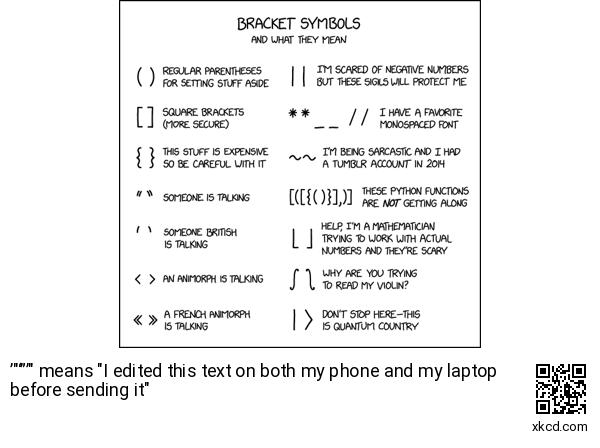 BRACKET SYMBOLS
AND WHAT THEY MEAN
( ) REGULAR PARENTHESES
FOR SETTING STUFF ASIDE
[ ] SQUARE BRACKETS
(MORE SECURE)
{ } THIS STUFF IS EXPENSIVE
SO BE CAREFUL WITH IT
“ ” SOMEONE IS TALKING
‘ ’ SOMEONE BRITISH
IS TALKING
< > AN ANIMORPH IS TALKING
« » A FRENCH ANIMORPH
IS TALKING
| | I'M SCARED OF NEGATIVE NUMBERS
BUT THESE SIGILS WILL PROTECT ME
* * _ _ / / I HAVE A FAVORITE
MONOSPACED FONT
~~ I'M BEING SARCASTIC AND I HAD
A TUMBLR ACCOUNT IN 2014
[([{()}],)] THESE PYTHON FUNCTIONS
ARE NOT GETTING ALONG
⌊ ⌋ HELP, I'M A MATHEMATICIAN
TRYING TO WORK WITH ACTUAL
NUMBERS AND THEY'RE SCARY
∫ ʅ WHY ARE YOU TRYING
TO READ MY VIOLIN?
| > DON'T STOP HERE—THIS
IS QUANTUM COUNTRY
’"“”'" means "I edited this text on both my phone and my laptop
before sending it"
xkcd.com